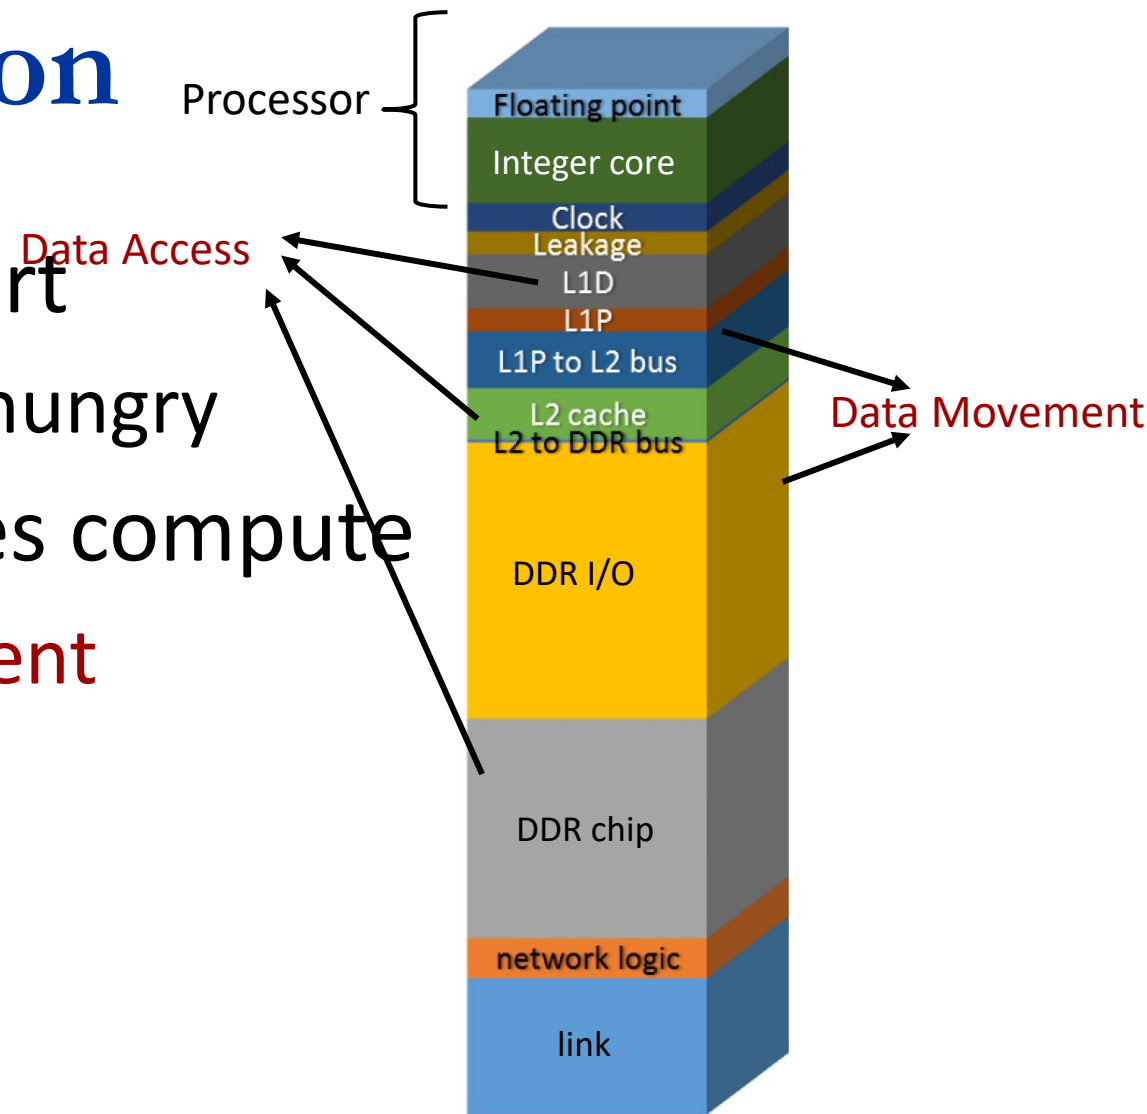 on
Processor
Data Access
rt
hungry
es compute
ent
Floating point
Integer core
Clock
Leakage
L1D
L1P
L1P to L2 bus
L2 cache
L2 to DDR bus
DDR I/O
DDR chip
network logic
link
Data Movement